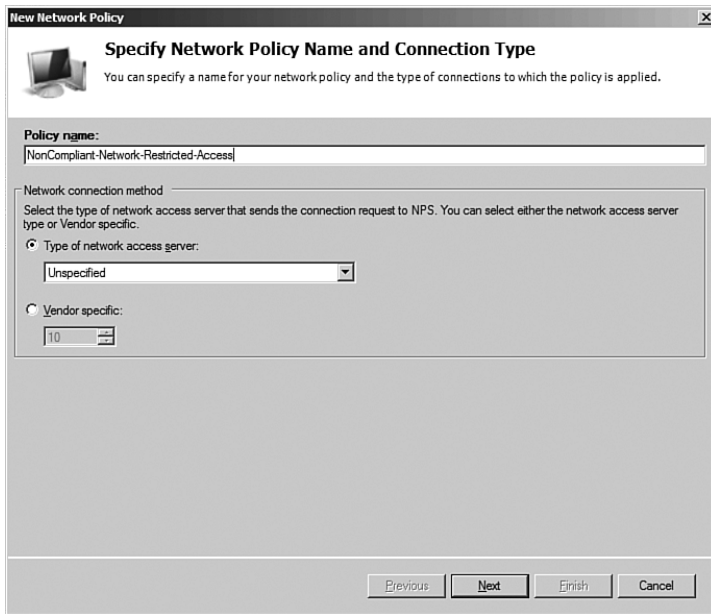 New Network Policy
Specify Network Policy Name and Connection Type
You can specify a name for your network policy and the type of connections to which the policy is applied.
Policy name:
NonCompliant-Network-Restricted-Access
Network connection method
Select the type of network access server that sends the connection request to NPS. You can select either the network access server
type or Vendor specific.
Type of network access server:
Unspecified
Vendor specific:
10
Previous Next Finish Cancel